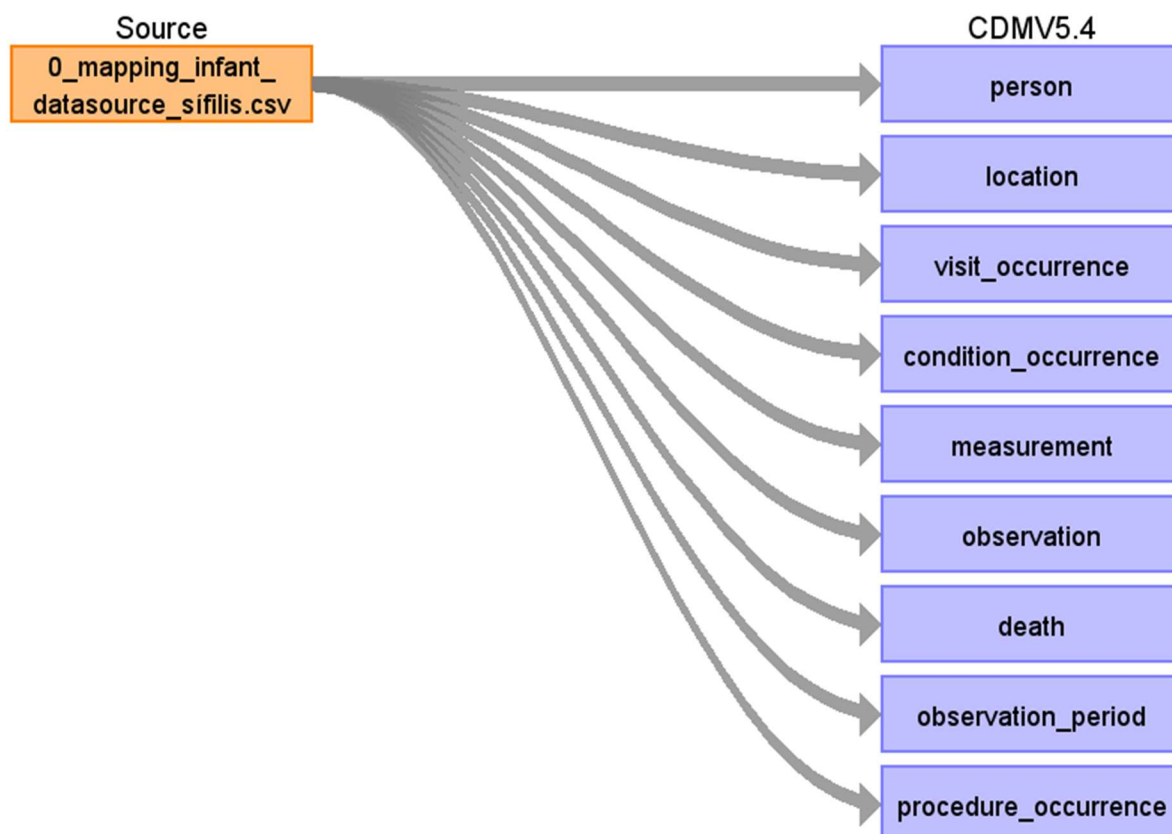 Source
CDMV5.4
0_mapping_infant_
datasource_sífilis.csv
person
location
visit_occurrence
condition_occurrence
measurement
observation
death
observation_period
procedure_occurrence